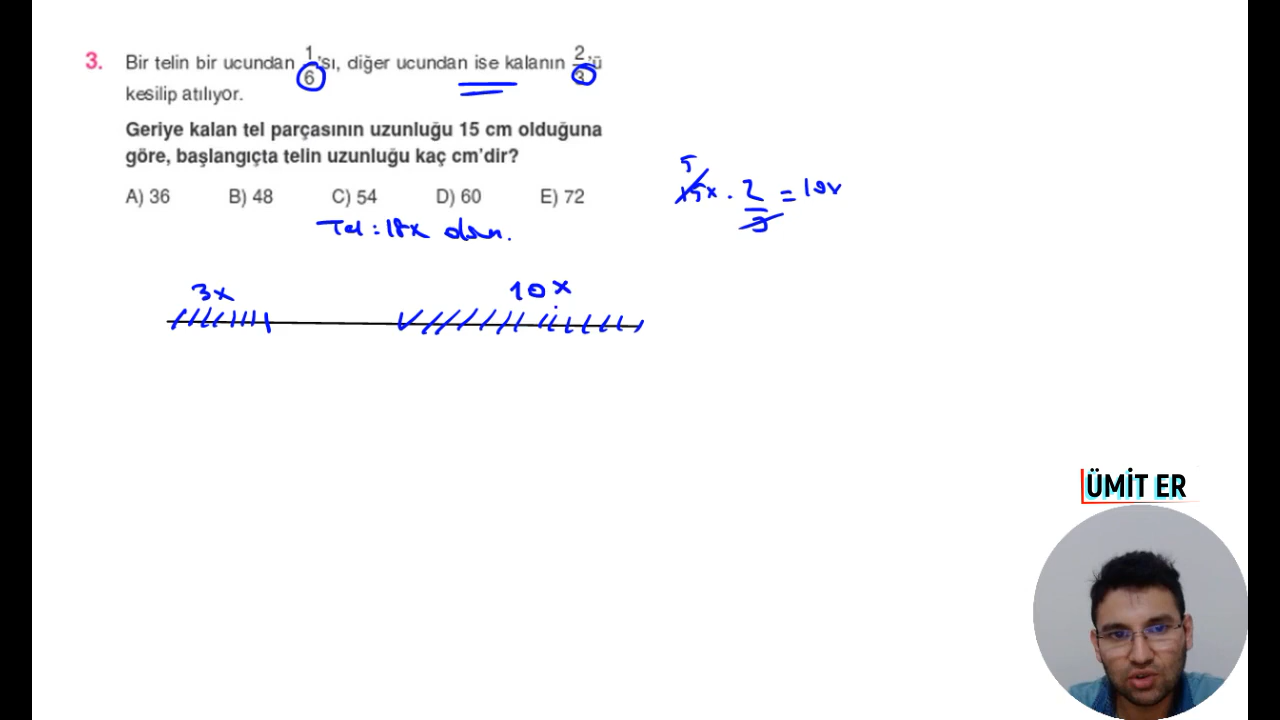 3. Bir telin bir ucundan 1/6'sı, diğer ucundan ise kalanın 2/3'ü
kesilip atılıyor.
Geriye kalan tel parçasının uzunluğu 15 cm olduğuna
göre, başlangıçta telin uzunluğu kaç cm'dir?
A) 36 B) 48 C) 54 D) 60 E) 72
5
15x . 2/3 = 10x
Tel : 18x olsun.
3x 10x
ÜMİT ER